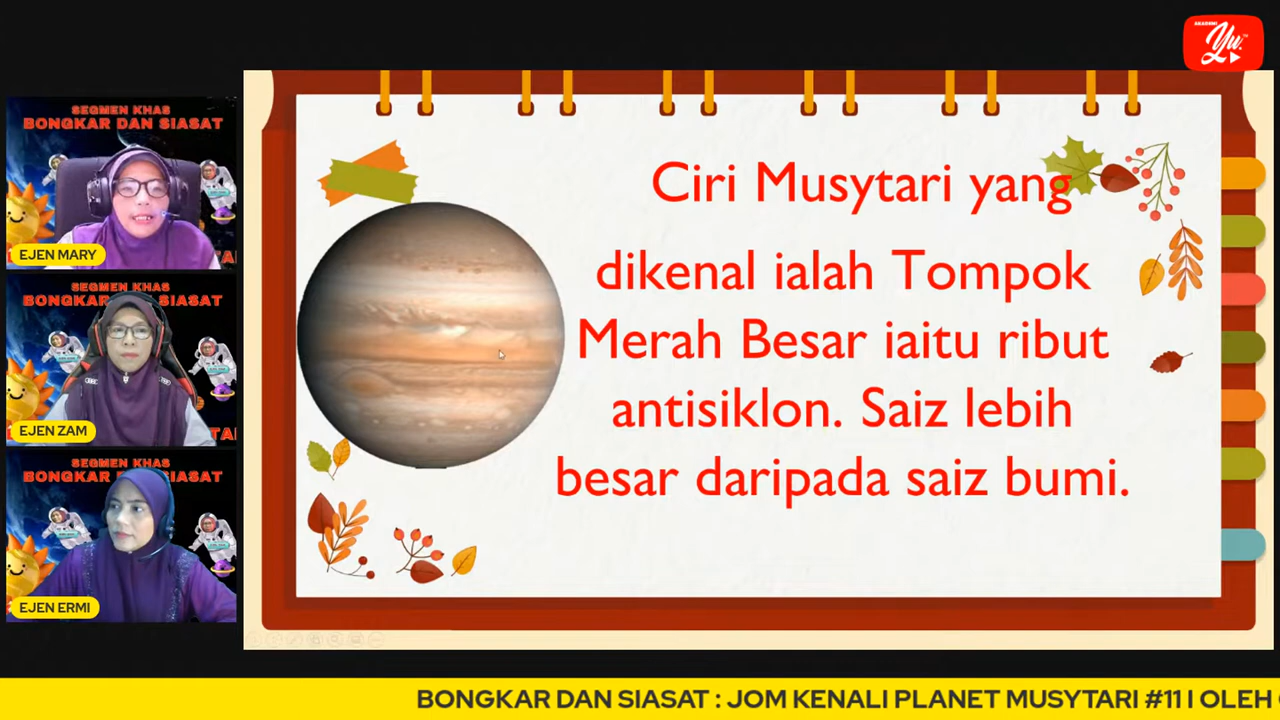 AKADEMI
Yu.
SEGMEN KHAS
BONGKAR DAN SIASAT
EJEN MARY
SEGMEN KHAS
BONGKAR SIASAT
EJEN ZAM
SEGMEN KHAS
BONGKAR SIASAT
EJEN ERMI
Ciri Musytari yang
dikenal ialah Tompok
Merah Besar iaitu ribut
antisiklon. Saiz lebih
besar daripada saiz bumi.
BONGKAR DAN SIASAT : JOM KENALI PLANET MUSYTARI #11 I OLEH